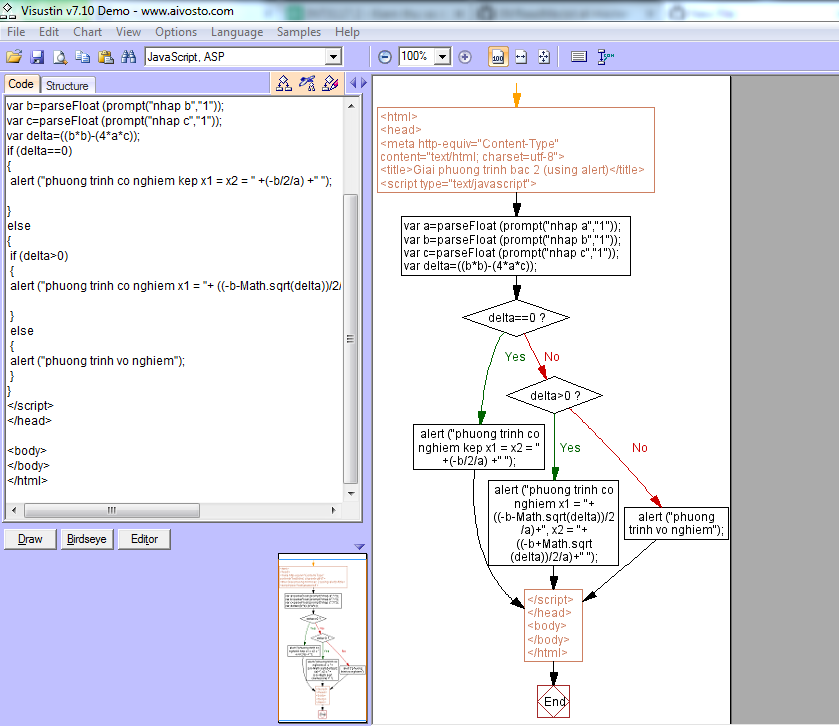 Visustin v7.10 Demo - www.aivosto.com
File Edit Chart View Options Language Samples Help
JavaScript, ASP
100%
100
Code Structure
var b=parseFloat (prompt("nhap b","1"));
var c=parseFloat (prompt("nhap c","1"));
var delta=((b*b)-(4*a*c));
if (delta==0)
{
alert ("phuong trinh co nghiem kep x1 = x2 = " +(-b/2/a) +" ");
}
else
{
if (delta>0)
{
alert ("phuong trinh co nghiem x1 = "+ ((-b-Math.sqrt(delta))/2/
}
else
{
alert ("phuong trinh vo nghiem");
}
}
</script>
</head>
<body>
</body>
</html>
Draw Birdseye Editor
<html>
<head>
<meta http-equiv="Content-Type"
content="text/html; charset=utf-8">
<title>Giai phuong trinh bac 2 (using alert)</title>
<script type="text/javascript">
var a=parseFloat (prompt("nhap a","1"));
var b=parseFloat (prompt("nhap b","1"));
var c=parseFloat (prompt("nhap c","1"));
var delta=((b*b)-(4*a*c));
delta==0 ?
Yes No
delta>0 ?
alert ("phuong trinh co
nghiem kep x1 = x2 = "
+(-b/2/a) +" ");
Yes No
alert ("phuong trinh co
nghiem x1 = "+
((-b-Math.sqrt(delta))/2
/a)+", x2 = "+
((-b+Math.sqrt
(delta))/2/a)+" ");
alert ("phuong
trinh vo nghiem");
</script>
</head>
<body>
</body>
</html>
End